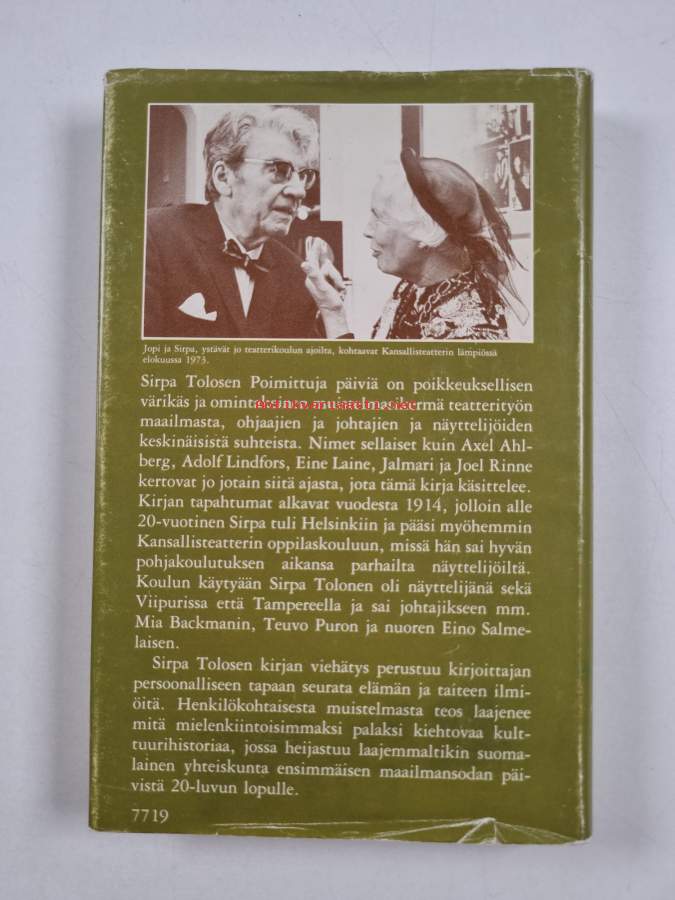 Jopi ja Sirpa, ystävät jo teatterikoulun ajoilta, kohtaavat Kansallisteatterin lämpiössä
elokuussa 1973.
Sirpa Tolosen Poimittuja päiviä on poikkeuksellisen
värikäs ja omintakeinen muistelmasikermä teatterityön
maailmasta, ohjaajien ja johtajien ja näyttelijöiden
keskinäisistä suhteista. Nimet sellaiset kuin Axel Ahl-
berg, Adolf Lindfors, Eine Laine, Jalmari ja Joel Rinne
kertovat jo jotain siitä ajasta, jota tämä kirja käsittelee.
Kirjan tapahtumat alkavat vuodesta 1914, jolloin alle
20-vuotinen Sirpa tuli Helsinkiin ja pääsi myöhemmin
Kansallisteatterin oppilaskouluun, missä hän sai hyvän
pohjakoulutuksen aikansa parhailta näyttelijöiltä.
Koulun käytyään Sirpa Tolonen oli näyttelijänä sekä
Viipurissa että Tampereella ja sai johtajikseen mm.
Mia Backmanin, Teuvo Puron ja nuoren Eino Salme-
laisen.
Sirpa Tolosen kirjan viehätys perustuu kirjoittajan
persoonalliseen tapaan seurata elämän ja taiteen ilmi-
öitä. Henkilökohtaisesta muistelmasta teos laajenee
mitä mielenkiintoisimmaksi palaksi kiehtovaa kult-
tuurihistoriaa, jossa heijastuu laajemmaltikin suoma-
lainen yhteiskunta ensimmäisen maailmansodan päi-
vistä 20-luvun lopulle.
7719